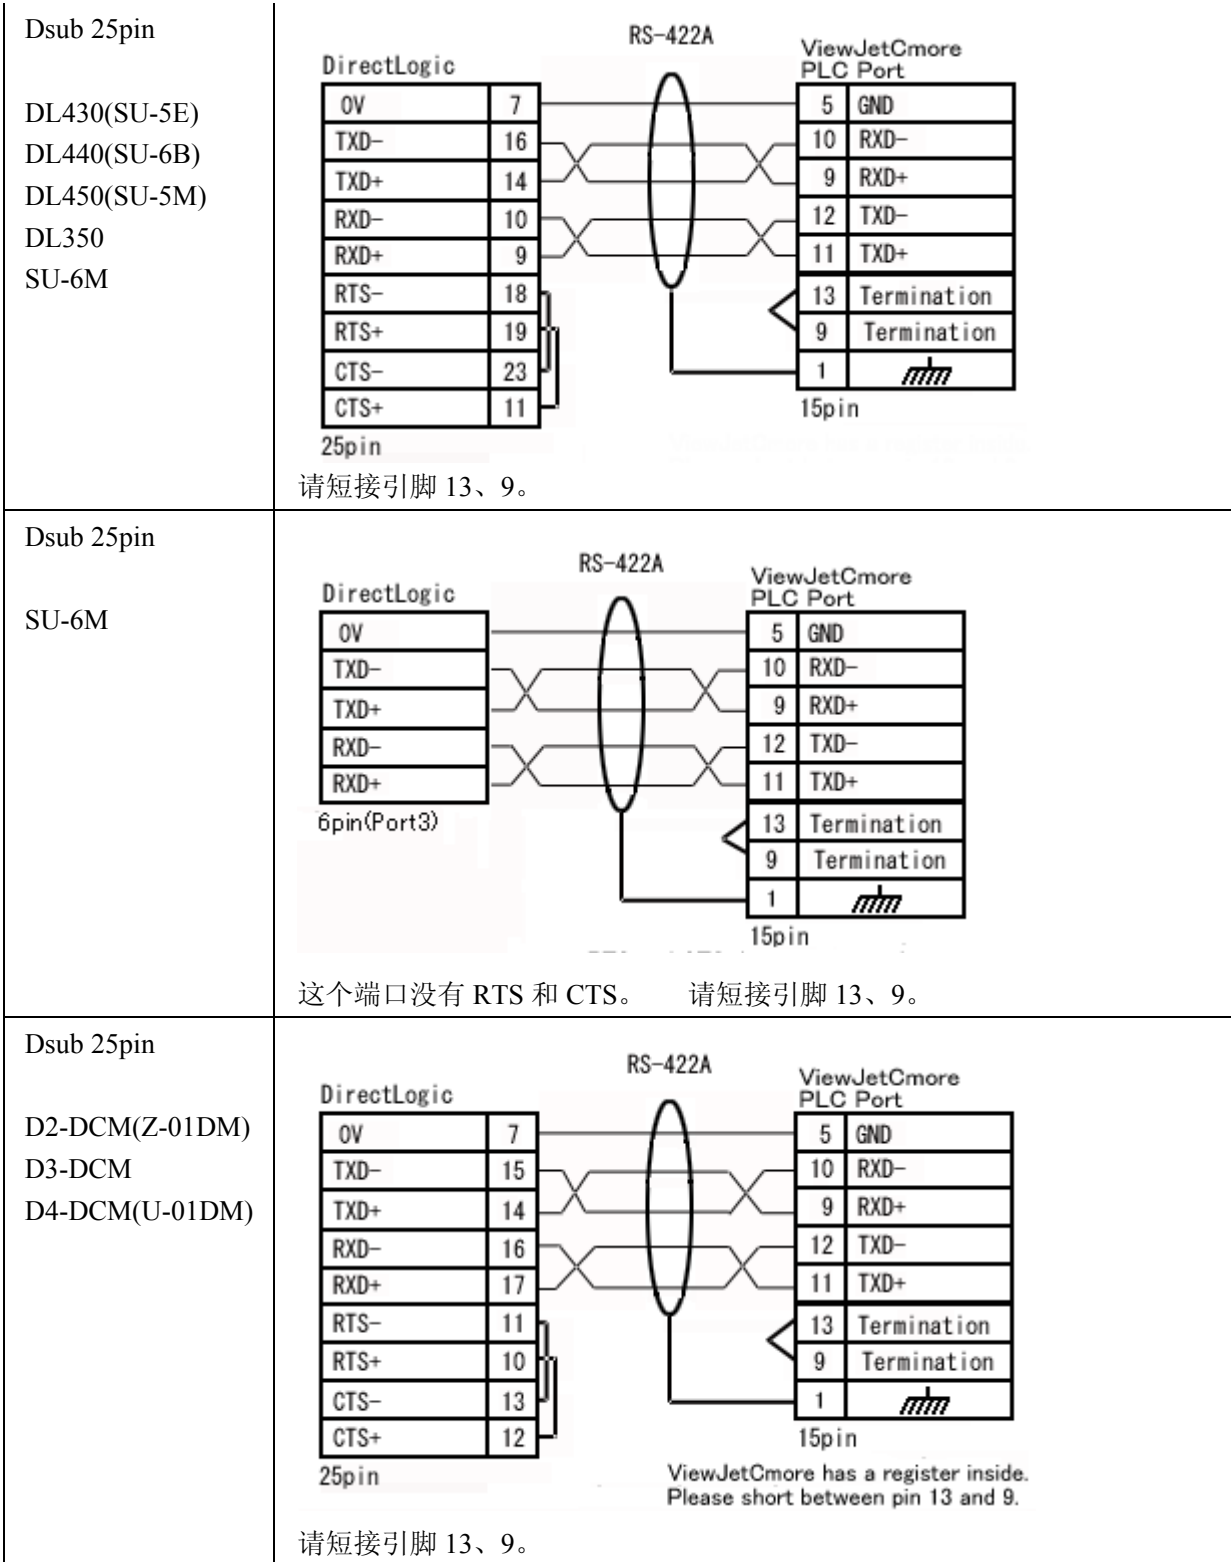 Dsub 25pin
DL430(SU-5E)
DL440(SU-6B)
DL450(SU-5M)
DL350
SU-6M
RS-422A
DirectLogic
ViewJetCmore
PLC Port
0V 7 5 GND
TXD- 16 10 RXD-
TXD+ 14 9 RXD+
RXD- 10 12 TXD-
RXD+ 9 11 TXD+
RTS- 18 13 Termination
RTS+ 19 9 Termination
CTS- 23 1
CTS+ 11
15pin
25pin
请短接引脚 13、9。
Dsub 25pin
SU-6M
RS-422A
DirectLogic
ViewJetCmore
PLC Port
0V 5 GND
TXD- 10 RXD-
TXD+ 9 RXD+
RXD- 12 TXD-
RXD+ 11 TXD+
6pin(Port3)
13 Termination
9 Termination
1
15pin
这个端口没有 RTS 和 CTS。 请短接引脚 13、9。
Dsub 25pin
D2-DCM(Z-01DM)
D3-DCM
D4-DCM(U-01DM)
RS-422A
DirectLogic
ViewJetCmore
PLC Port
0V 7 5 GND
TXD- 15 10 RXD-
TXD+ 14 9 RXD+
RXD- 16 12 TXD-
RXD+ 17 11 TXD+
RTS- 11 13 Termination
RTS+ 10 9 Termination
CTS- 13 1
CTS+ 12
15pin
25pin
ViewJetCmore has a register inside.
Please short between pin 13 and 9.
请短接引脚 13、9。